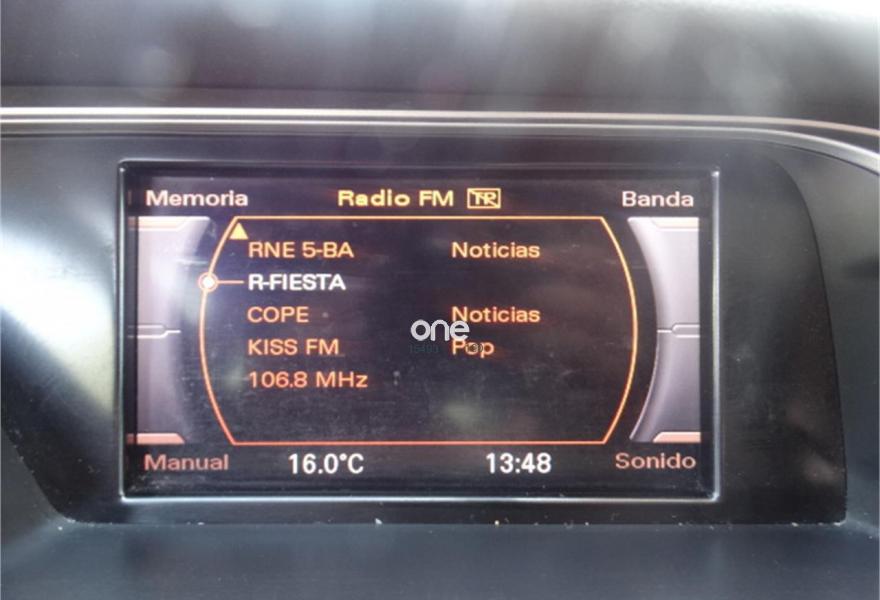 Memoria Radio FM TP Banda
RNE 5-BA Noticias
R-FIESTA
COPE Noticias
one
KISS FM Pop
106.8 MHz
Manual 16.0°C 13:48 Sonido